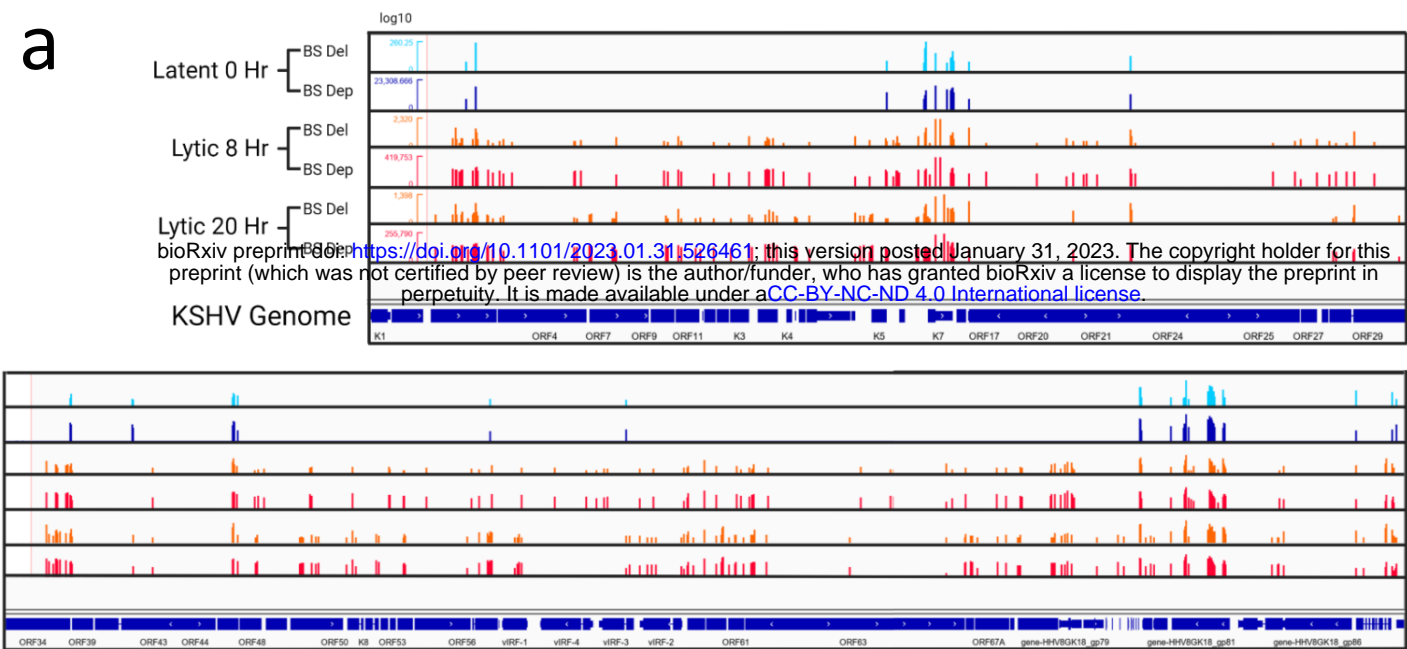 a
log10
Latent 0 Hr
BS Del
260.25
0
BS Dep
23,308.666
0
Lytic 8 Hr
BS Del
2,320
0
BS Dep
419,753
0
Lytic 20 Hr
BS Del
1,398
0
BS Dep
255,790
bioRxiv preprint doi: https://doi.org/10.1101/2023.01.31.526461; this version posted January 31, 2023. The copyright holder for this
preprint (which was not certified by peer review) is the author/funder, who has granted bioRxiv a license to display the preprint in
perpetuity. It is made available under aCC-BY-NC-ND 4.0 International license.
KSHV Genome
K1 ORF4 ORF7 ORF9 ORF11 K3 K4 K5 K7 ORF17 ORF20 ORF21 ORF24 ORF25 ORF27 ORF29
ORF34 ORF39 ORF43 ORF44 ORF48 ORF50 K8 ORF53 ORF56 vIRF-1 vIRF-4 vIRF-3 vIRF-2 ORF61 ORF63 ORF67A gene-HHV8GK18_gp79 gene-HHV8GK18_gp81 gene-HHV8GK18_gp86